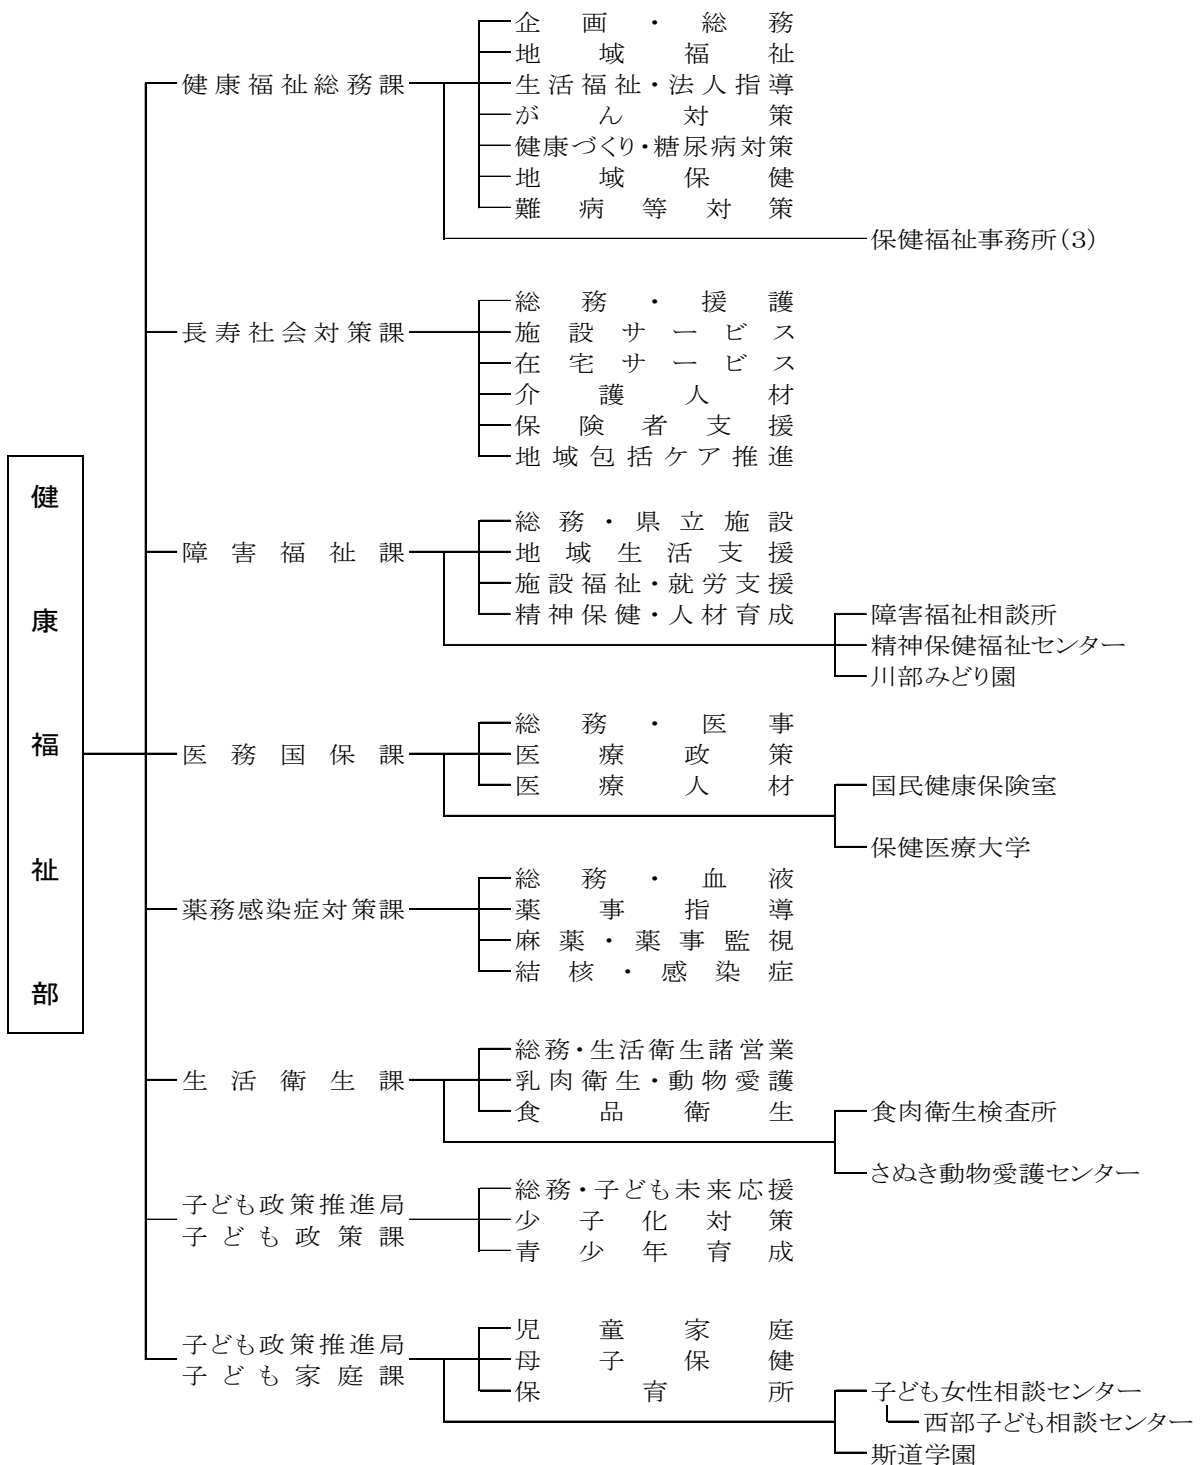 健康福祉部
健康福祉総務課
企画・総務
地域福祉
生活福祉・法人指導
がん対策
健康づくり・糖尿病対策
地域保健
難病等対策
保健福祉事務所(3)
長寿社会対策課
総務・援護
施設サービス
在宅サービス
介護人材
保険者支援
地域包括ケア推進
障害福祉課
総務・県立施設
地域生活支援
施設福祉・就労支援
精神保健・人材育成
障害福祉相談所
精神保健福祉センター
川部みどり園
医務国保課
総務・医事
医療政策
医療人材
国民健康保険室
保健医療大学
薬務感染症対策課
総務・血液
薬事指導
麻薬・薬事監視
結核・感染症
生活衛生課
総務・生活衛生諸営業
乳肉衛生・動物愛護
食品衛生
食肉衛生検査所
さぬき動物愛護センター
子ども政策推進局
子ども政策課
総務・子ども未来応援
少子化対策
青少年育成
子ども政策推進局
子ども家庭課
児童家庭
母子保健
保育所
子ども女性相談センター
西部子ども相談センター
斯道学園